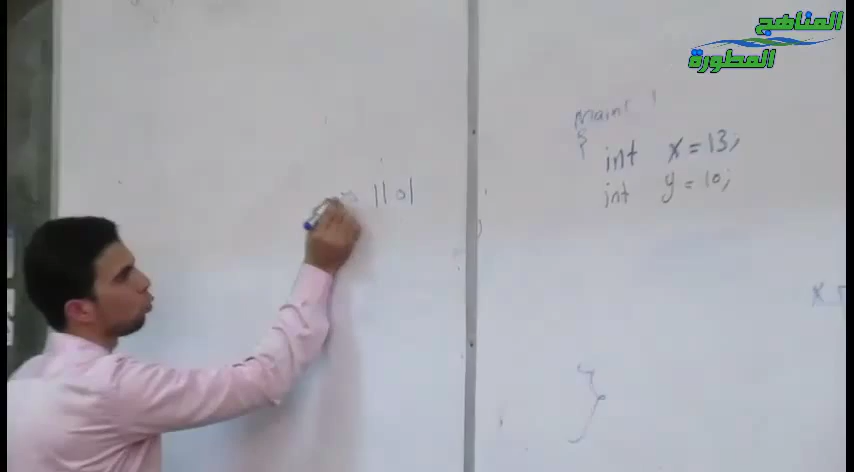 المناهج
المطورة
main(
{
int x = 13;
int y = 10;
1101
x
}